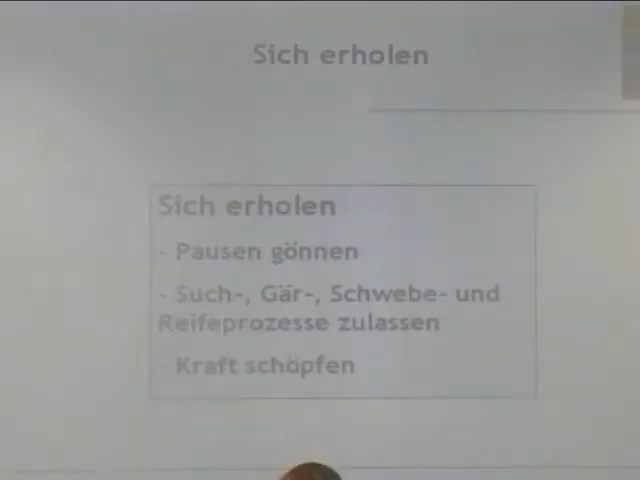 Sich erholen
Sich erholen
- Pausen gönnen
- Such-, Gär-, Schwebe- und
Reifeprozesse zulassen
- Kraft schöpfen